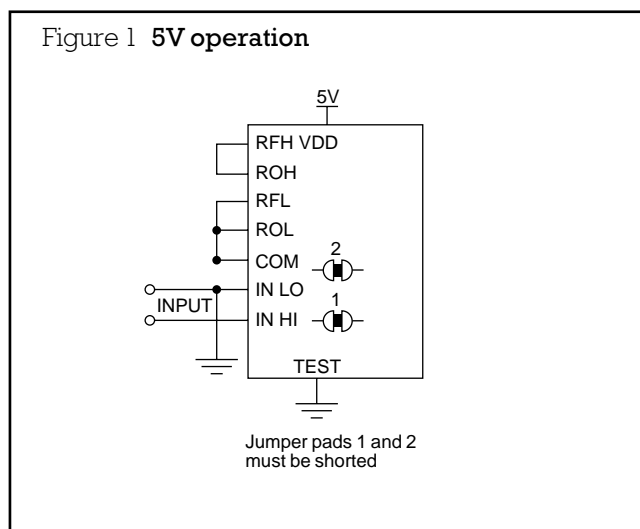 Figure 1 5V operation
5V
RFH VDD
ROH
RFL
ROL
COM
2
IN LO
INPUT
1
IN HI
TEST
Jumper pads 1 and 2
must be shorted